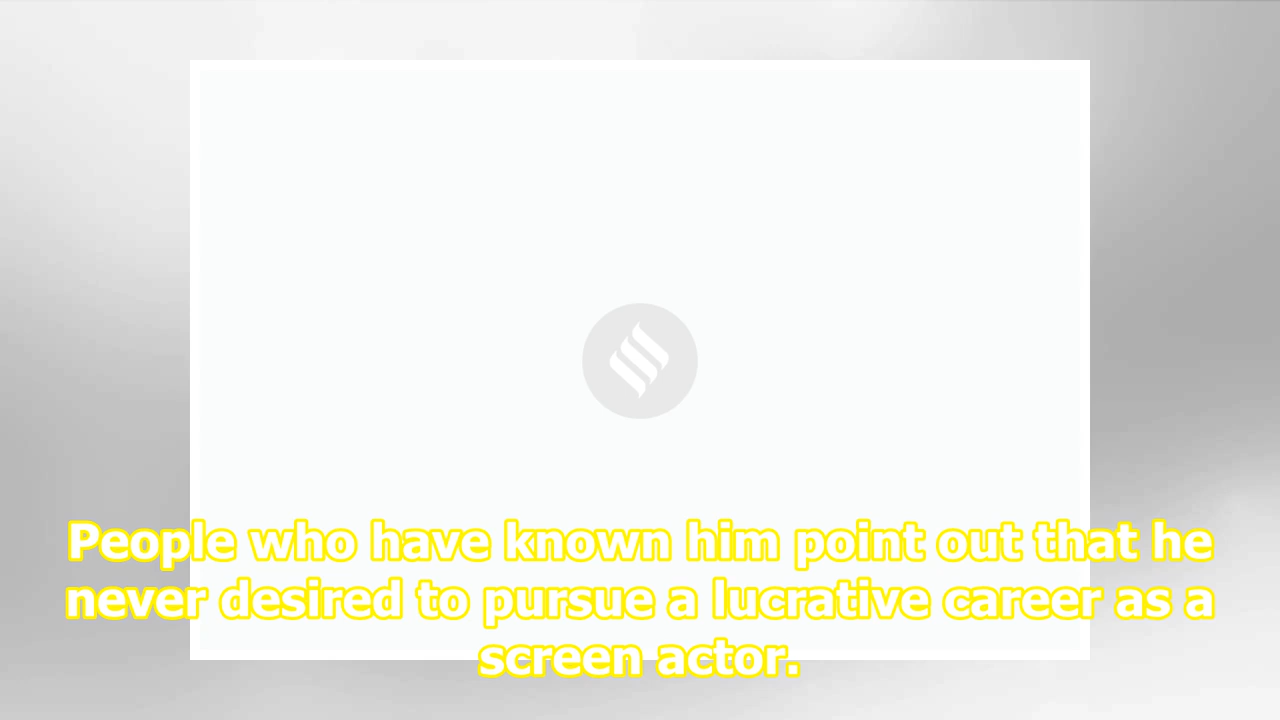 People who have known him point out that he
never desired to pursue a lucrative career as a
screen actor.